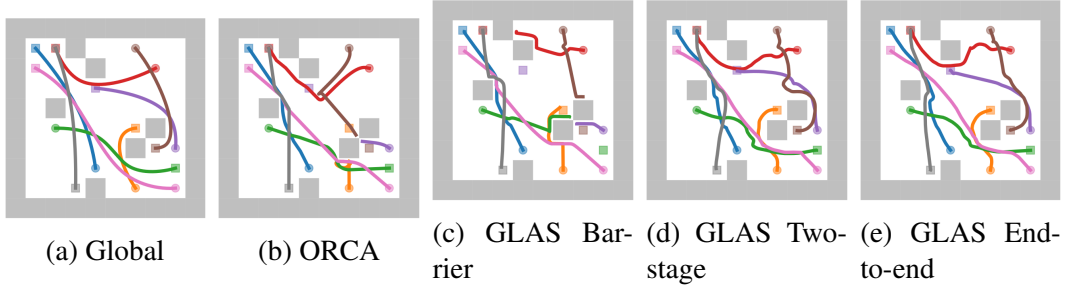 (a) Global
(b) ORCA
(c) GLAS Bar-
rier
(d) GLAS Two-
stage
(e) GLAS End-
to-end